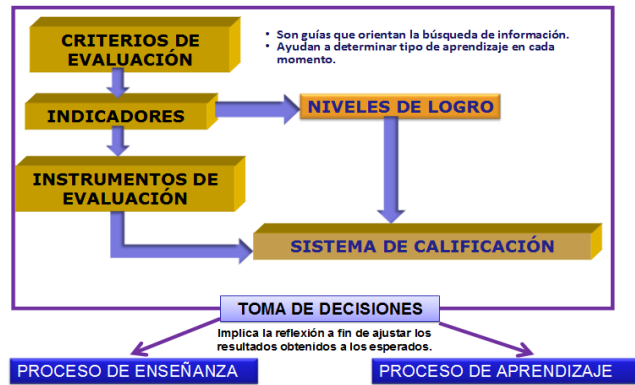 CRITERIOS DE
EVALUACIÓN
• Son guías que orientan la búsqueda de información.
• Ayudan a determinar tipo de aprendizaje en cada
momento.
INDICADORES
NIVELES DE LOGRO
INSTRUMENTOS DE
EVALUACIÓN
SISTEMA DE CALIFICACIÓN
TOMA DE DECISIONES
Implica la reflexión a fin de ajustar los
resultados obtenidos a los esperados.
PROCESO DE ENSEÑANZA
PROCESO DE APRENDIZAJE